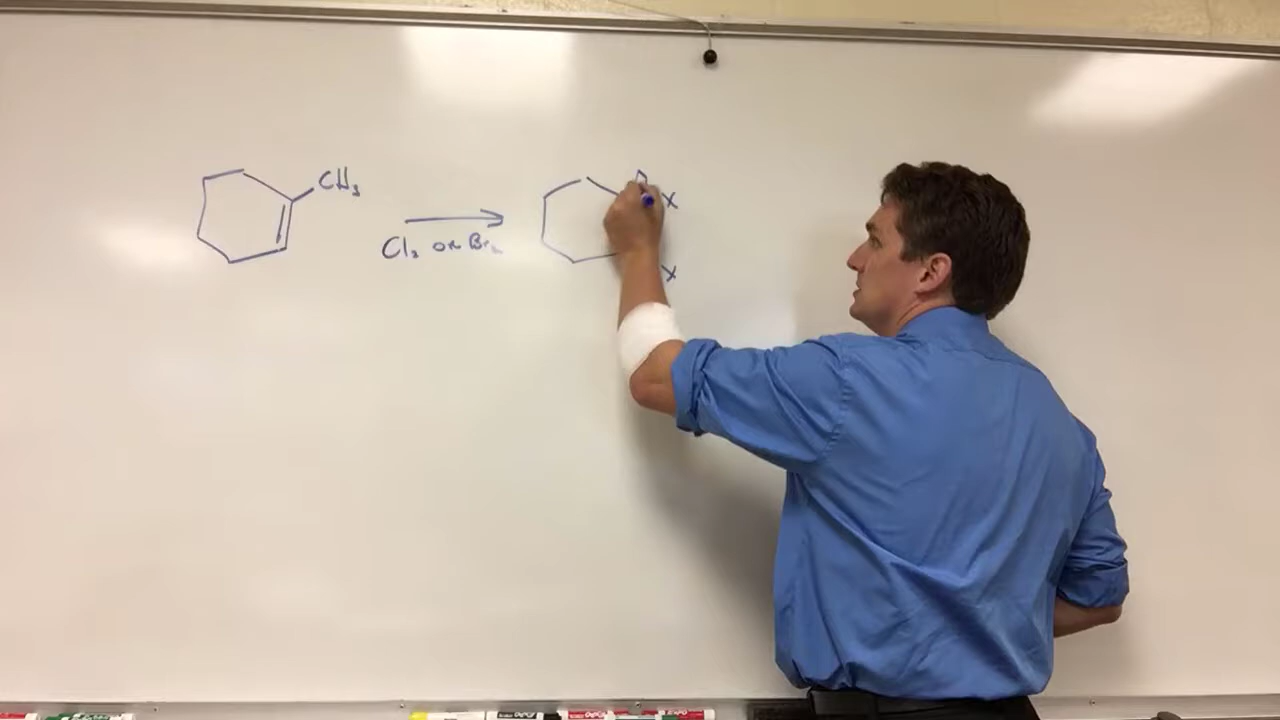 CH₃
Cl₂ or Br₂
X
X